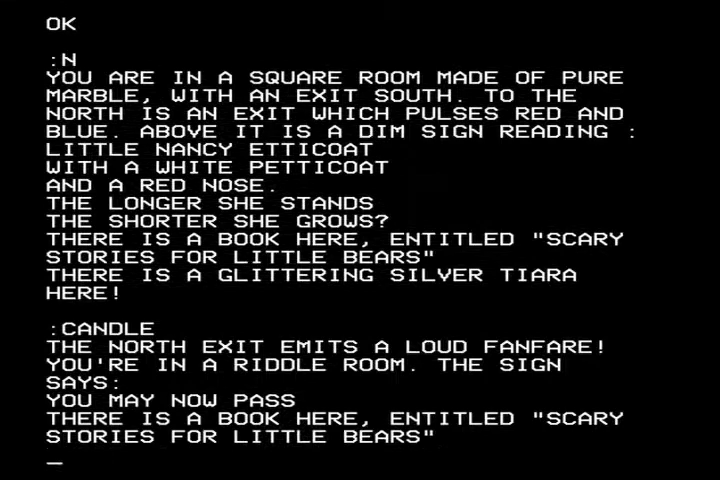 OK
:N
YOU ARE IN A SQUARE ROOM MADE OF PURE
MARBLE, WITH AN EXIT SOUTH. TO THE
NORTH IS AN EXIT WHICH PULSES RED AND
BLUE. ABOVE IT IS A DIM SIGN READING :
LITTLE NANCY ETTICOAT
WITH A WHITE PETTICOAT
AND A RED NOSE.
THE LONGER SHE STANDS
THE SHORTER SHE GROWS?
THERE IS A BOOK HERE, ENTITLED "SCARY
STORIES FOR LITTLE BEARS"
THERE IS A GLITTERING SILVER TIARA
HERE!
:CANDLE
THE NORTH EXIT EMITS A LOUD FANFARE!
YOU'RE IN A RIDDLE ROOM. THE SIGN
SAYS:
YOU MAY NOW PASS
THERE IS A BOOK HERE, ENTITLED "SCARY
STORIES FOR LITTLE BEARS"
_